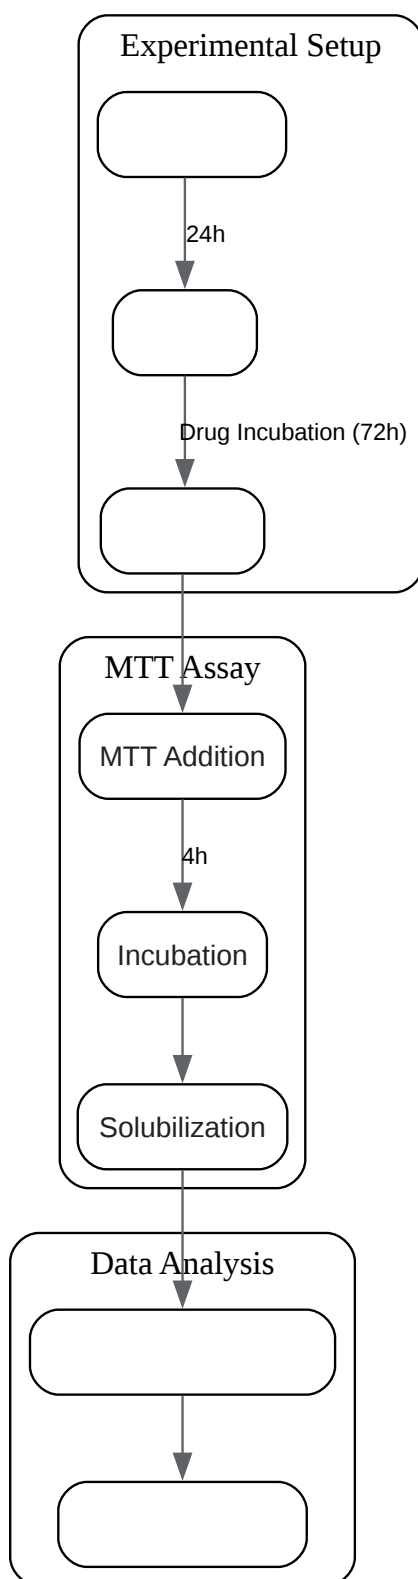 Experimental Setup
24h
Drug Incubation (72h)
MTT Assay
MTT Addition
4h
Incubation
Solubilization
Data Analysis